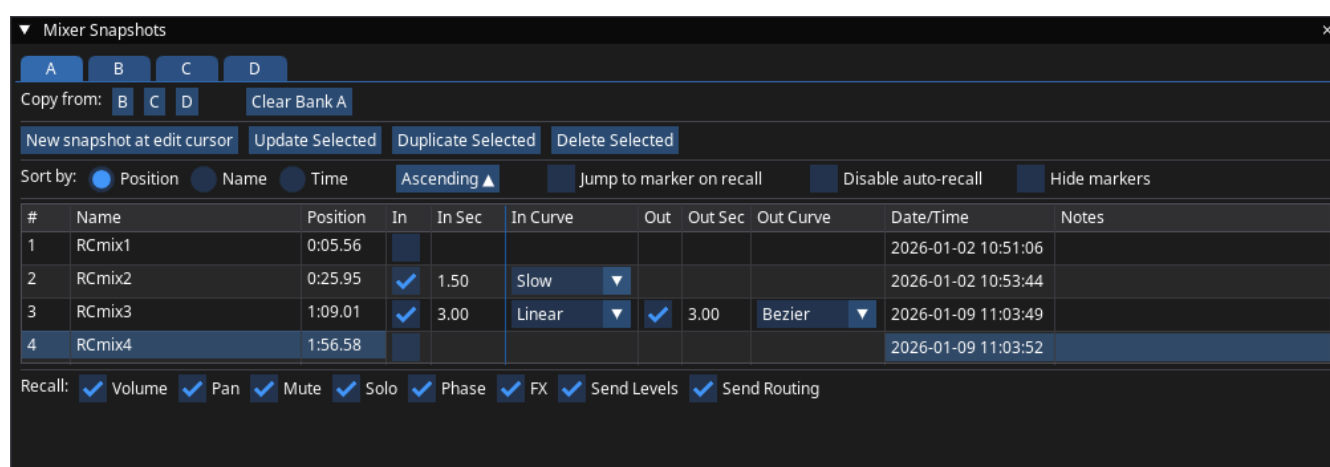 ▼ Mixer Snapshots ×
A B C D
Copy from: B C D Clear Bank A
New snapshot at edit cursor Update Selected Duplicate Selected Delete Selected
Sort by: Position Name Time Ascending ▲ Jump to marker on recall Disable auto-recall Hide markers
# Name Position In In Sec In Curve Out Out Sec Out Curve Date/Time Notes
1 RCmix1 0:05.56 2026-01-02 10:51:06
2 RCmix2 0:25.95 1.50 Slow ▼ 2026-01-02 10:53:44
3 RCmix3 1:09.01 3.00 Linear ▼ 3.00 Bezier ▼ 2026-01-09 11:03:49
4 RCmix4 1:56.58 2026-01-09 11:03:52
Recall: Volume Pan Mute Solo Phase FX Send Levels Send Routing